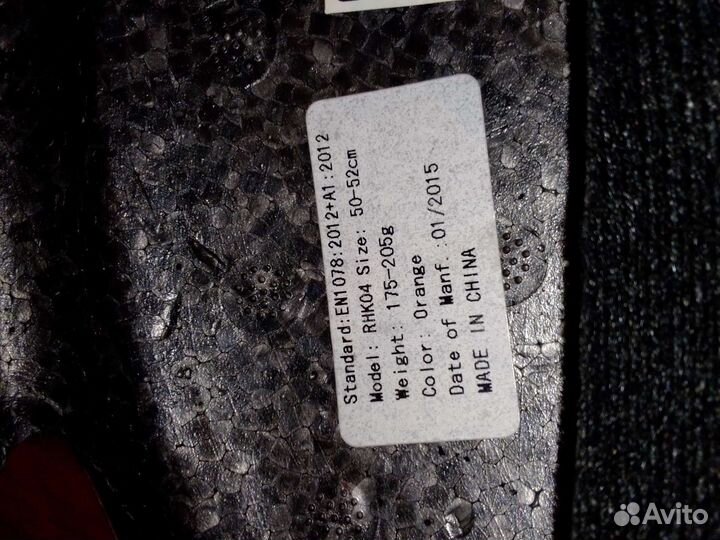 Standard:EN1078:2012+A1:2012
Model: RHK04 Size: 50-52cm
Weight: 175-205g
Color: Orange
Date of Manf.:01/2015
MADE IN CHINA
Avito